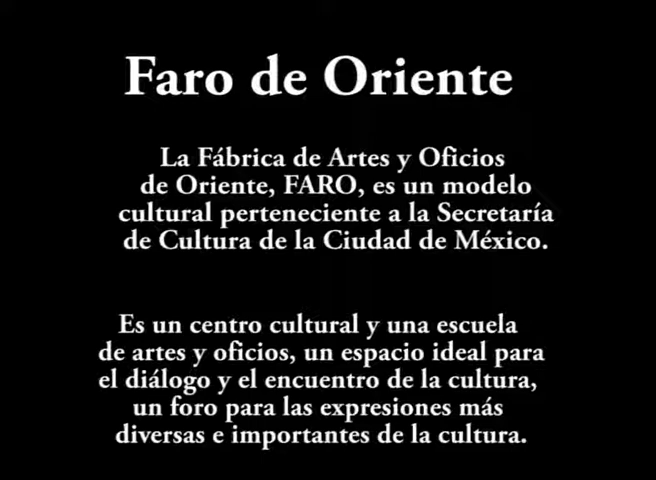 Faro de Oriente
La Fábrica de Artes y Oficios
de Oriente, FARO, es un modelo
cultural perteneciente a la Secretaría
de Cultura de la Ciudad de México.
Es un centro cultural y una escuela
de artes y oficios, un espacio ideal para
el diálogo y el encuentro de la cultura,
un foro para las expresiones más
diversas e importantes de la cultura.